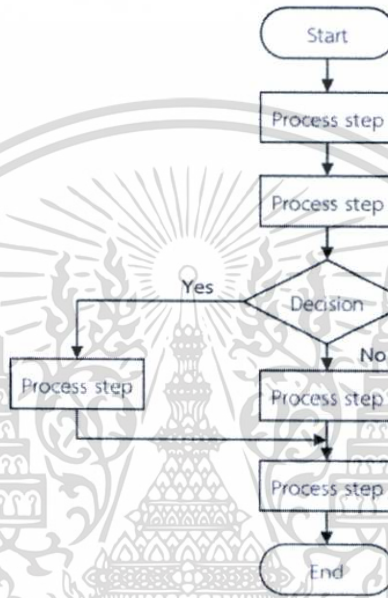 Start
Process step
Process step
Yes
Decision
No
Process step
Process step
Process step
End